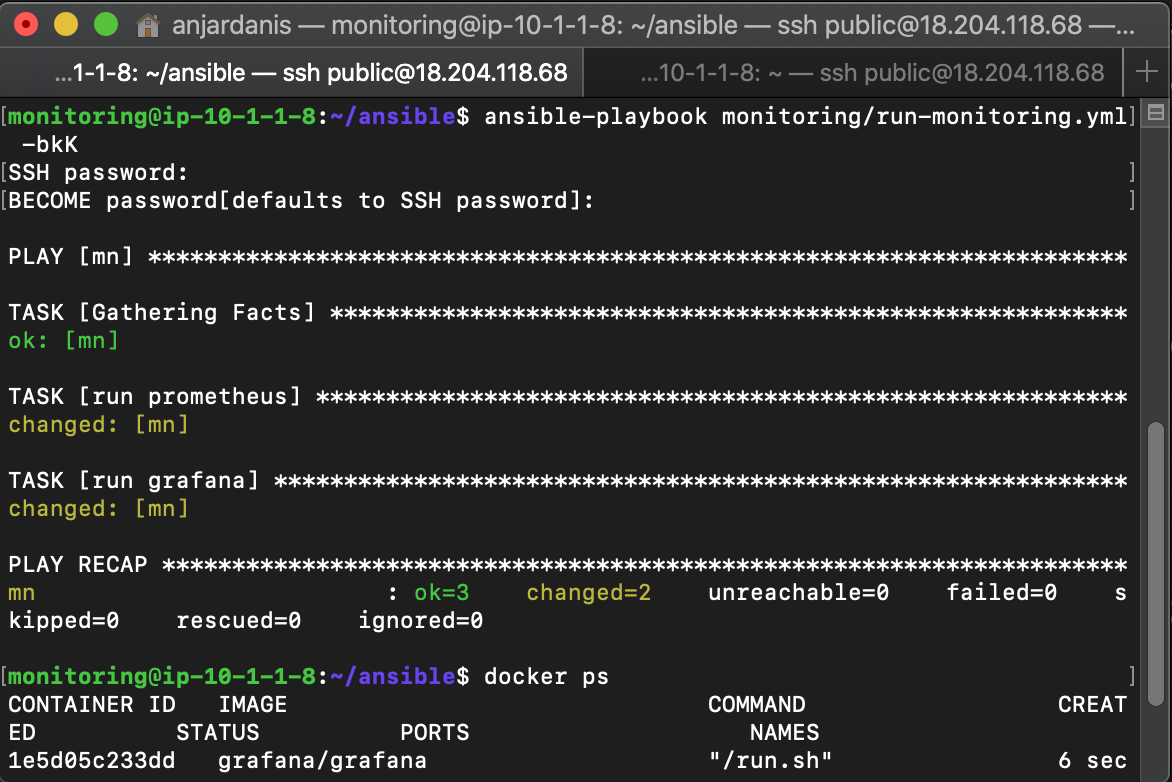 anjardanis — monitoring@ip-10-1-1-8: ~/ansible — ssh public@18.204.118.68 —...
...1-1-8: ~/ansible — ssh public@18.204.118.68
...10-1-1-8: ~ — ssh public@18.204.118.68
[monitoring@ip-10-1-1-8:~/ansible$ ansible-playbook monitoring/run-monitoring.yml]
-bkK
[SSH password: ]
[BECOME password[defaults to SSH password]: ]
PLAY [mn] **********************************************************************
TASK [Gathering Facts] *********************************************************
ok: [mn]
TASK [run prometheus] **********************************************************
changed: [mn]
TASK [run grafana] *************************************************************
changed: [mn]
PLAY RECAP *********************************************************************
mn                         : ok=3    changed=2    unreachable=0    failed=0    s
kipped=0    rescued=0    ignored=0
[monitoring@ip-10-1-1-8:~/ansible$ docker ps ]
CONTAINER ID   IMAGE                              COMMAND                  CREAT
ED          STATUS          PORTS                    NAMES
1e5d05c233dd   grafana/grafana                    "/run.sh"                6 sec